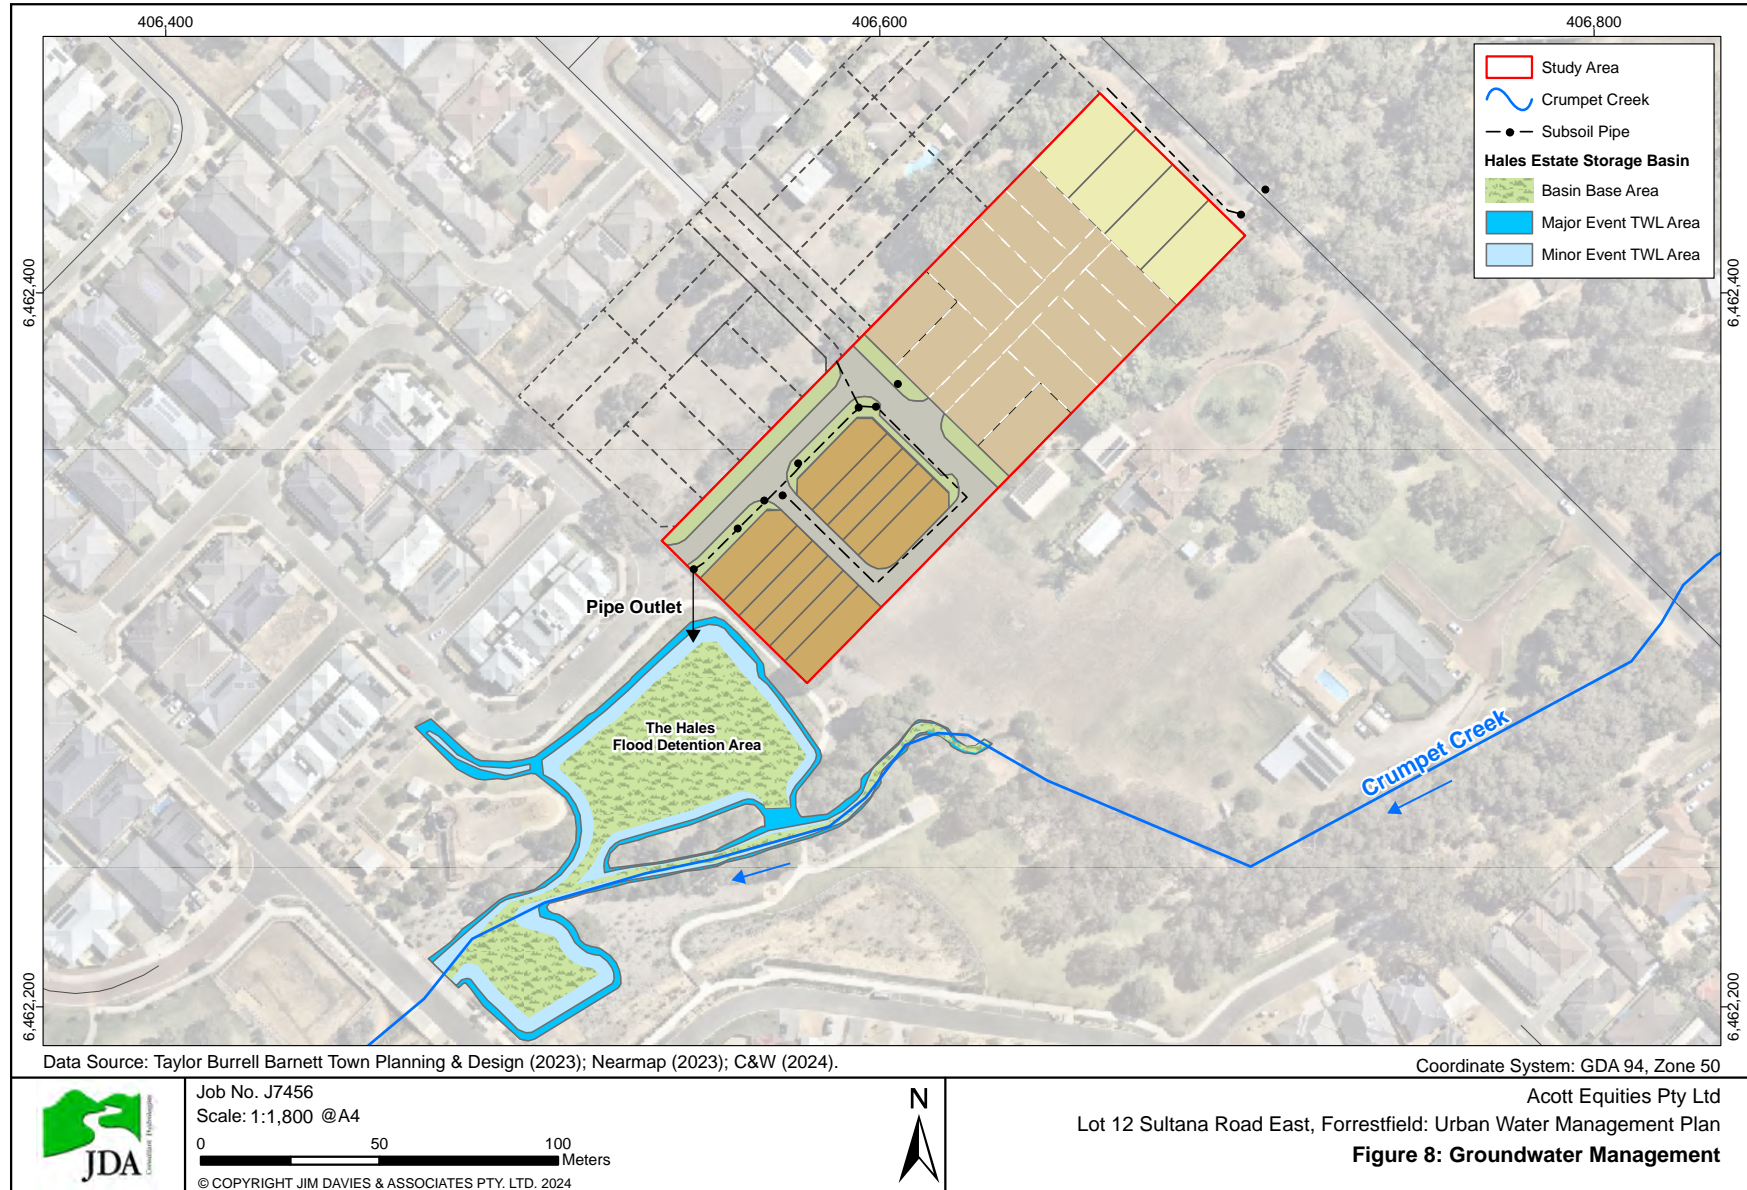 406,400
406,600
406,800
6,462,400
6,462,400
Study Area
Crumpet Creek
Subsoil Pipe
Hales Estate Storage Basin
Basin Base Area
Major Event TWL Area
Minor Event TWL Area
Pipe Outlet
The Hales
Flood Detention Area
Crumpet Creek
6,462,200
6,462,200
Data Source: Taylor Burrell Barnett Town Planning & Design (2023); Nearmap (2023); C&W (2024).
Coordinate System: GDA 94, Zone 50
JDA
Consultant Hydrologists
Job No. J7456
Scale: 1:1,800 @A4
0 50 100
Meters
© COPYRIGHT JIM DAVIES & ASSOCIATES PTY. LTD. 2024
N
Acott Equities Pty Ltd
Lot 12 Sultana Road East, Forrestfield: Urban Water Management Plan
Figure 8: Groundwater Management